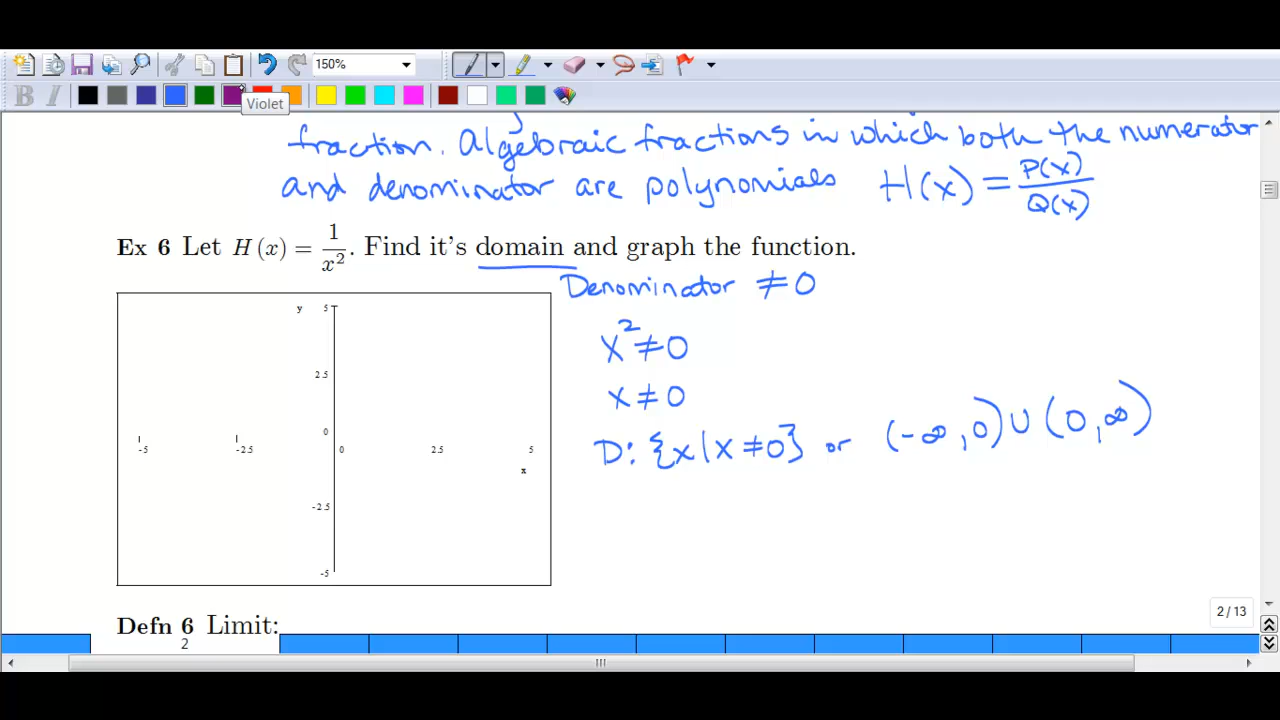 150%
B I
Violet
fraction. Algebraic fractions in which both the numerator
and denominator are polynomials H(x) = P(x)/Q(x)
Ex 6 Let H(x) = 1/x². Find it's domain and graph the function.
Denominator ≠ 0
x² ≠ 0
x ≠ 0
D: {x | x ≠ 0} or (-∞, 0) ∪ (0, ∞)
y 5
2.5
0
-5 -2.5 0 2.5 5
x
-2.5
-5
2 / 13
Defn 6 Limit:
2